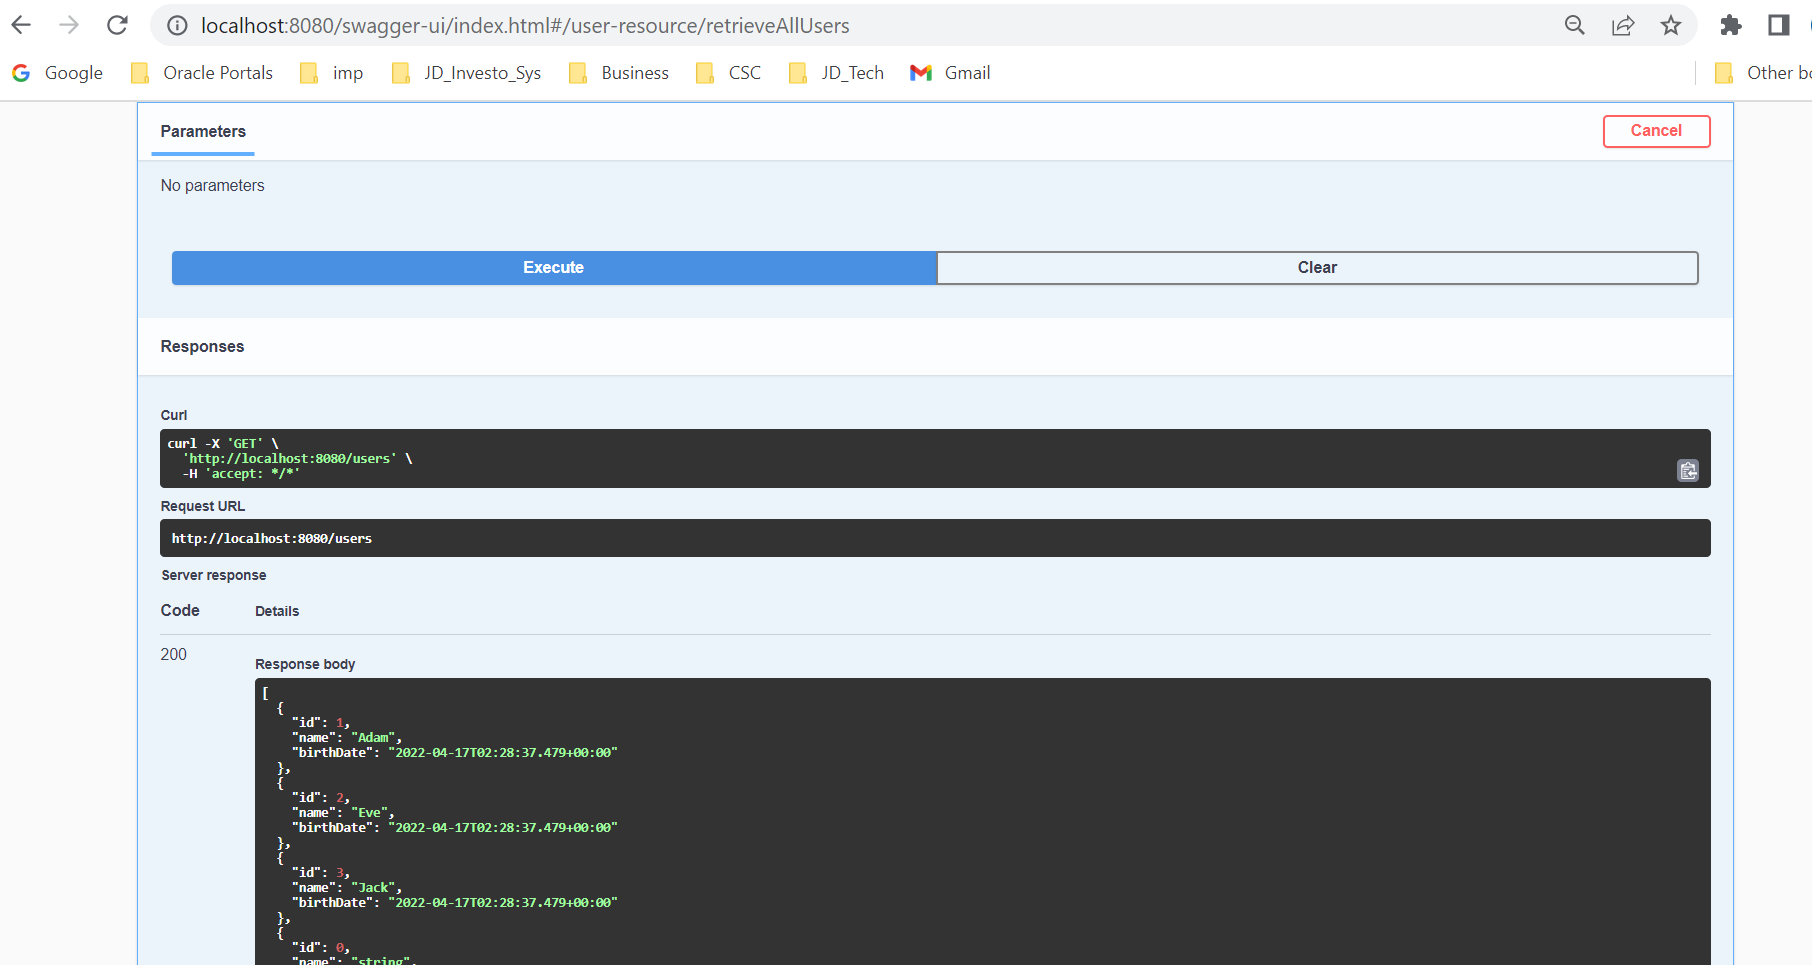 localhost:8080/swagger-ui/index.html#/user-resource/retrieveAllUsers
Google Oracle Portals imp JD_Investo_Sys Business CSC JD_Tech Gmail Other bo
Parameters Cancel
No parameters
Execute Clear
Responses
Curl
curl -X 'GET' \
'http://localhost:8080/users' \
-H 'accept: */*'
Request URL
http://localhost:8080/users
Server response
Code Details
200
Response body
[
{
"id": 1,
"name": "Adam",
"birthDate": "2022-04-17T02:28:37.479+00:00"
},
{
"id": 2,
"name": "Eve",
"birthDate": "2022-04-17T02:28:37.479+00:00"
},
{
"id": 3,
"name": "Jack",
"birthDate": "2022-04-17T02:28:37.479+00:00"
},
{
"id": 0,
"name": "string",